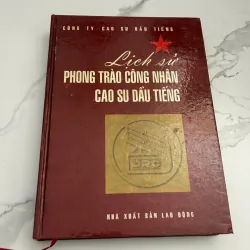 CÔNG TY CAO SU DẦU TIẾNG
Lịch sử
PHONG TRÀO CÔNG NHÂN
CAO SU DẦU TIẾNG
DRC
NHÀ XUẤT BẢN LAO ĐỘNG